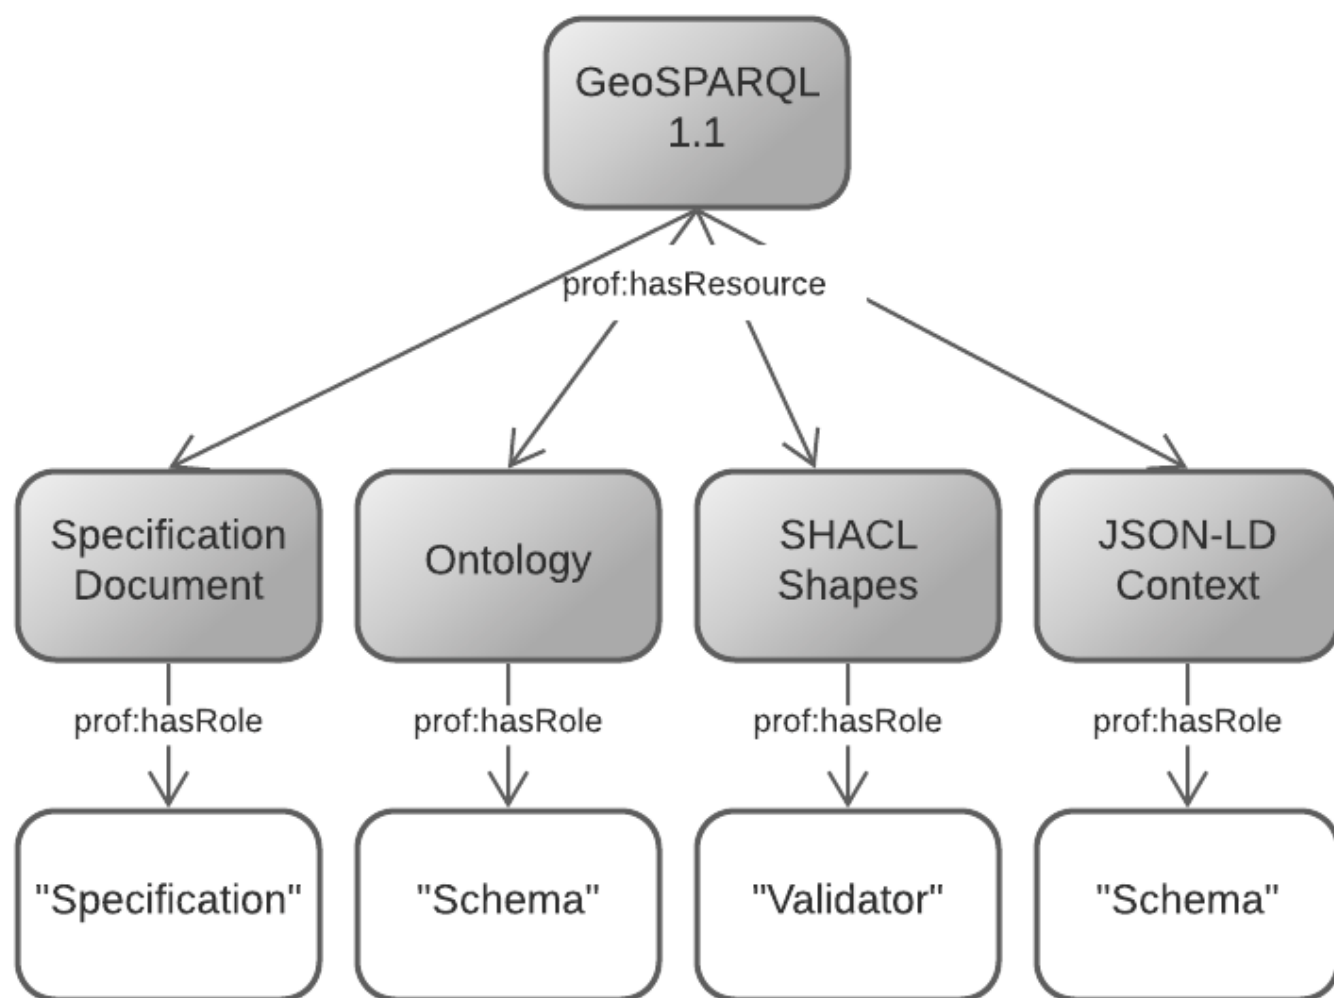 GeoSPARQL
1.1
prof:hasResource
Specification
Document
Ontology
SHACL
Shapes
JSON-LD
Context
prof:hasRole
prof:hasRole
prof:hasRole
prof:hasRole
"Specification"
"Schema"
"Validator"
"Schema"